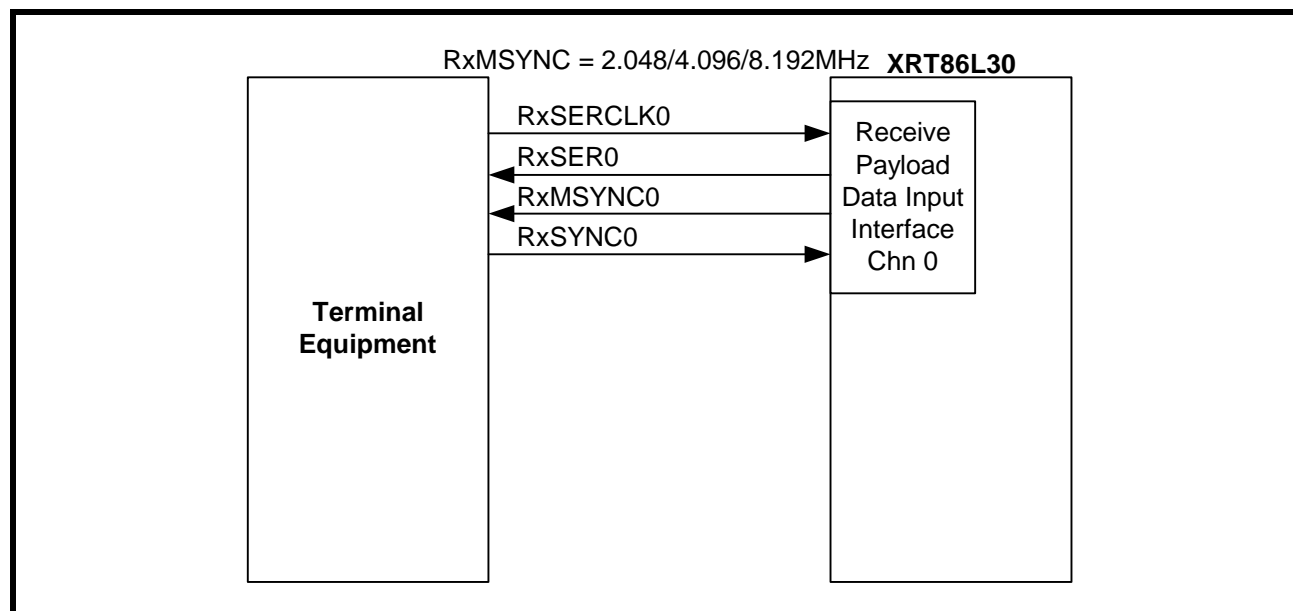 RxMSYNC = 2.048/4.096/8.192MHz
XRT86L30
RxSERCLK0
RxSER0
RxMSYNC0
RxSYNC0
Receive
Payload
Data Input
Interface
Chn 0
Terminal
Equipment